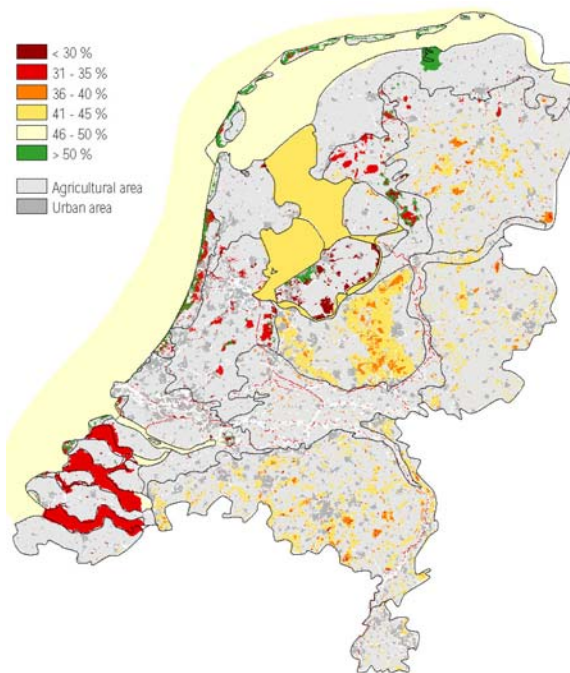 < 30 %
31 - 35 %
36 - 40 %
41 - 45 %
46 - 50 %
> 50 %
Agricultural area
Urban area